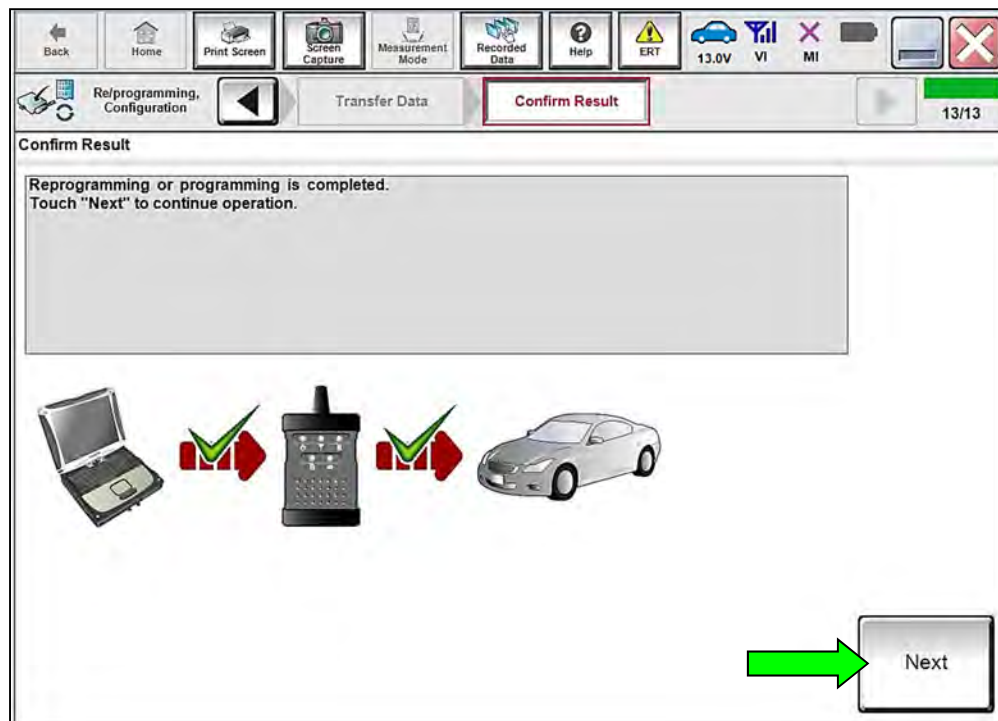 Back
Home
Print Screen
Screen
Capture
Measurement
Mode
Recorded
Data
Help
ERT
13.0V
VI
MI
Re/programming,
Configuration
Transfer Data
Confirm Result
13/13
Confirm Result
Reprogramming or programming is completed.
Touch "Next" to continue operation.
Next